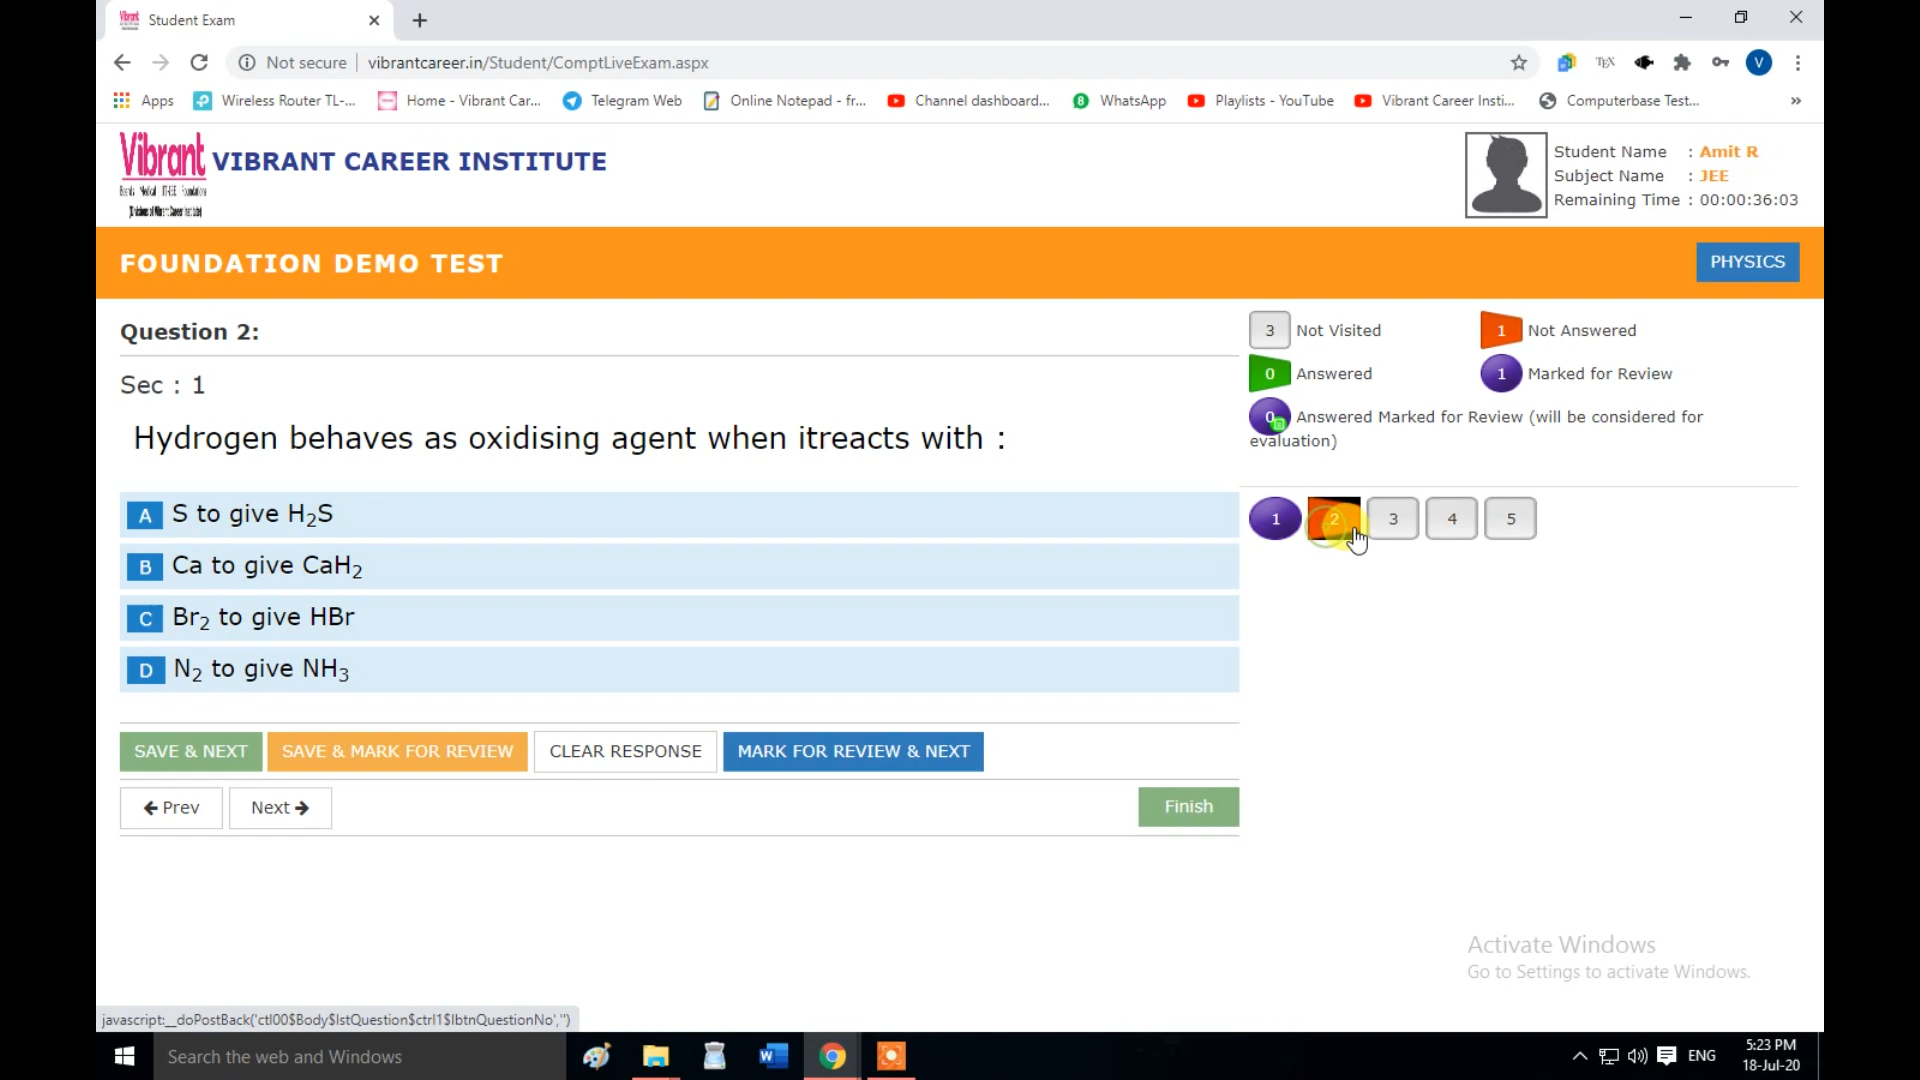 Student Exam
Not secure
vibrantcareer.in/Student/ComptLiveExam.aspx
TEX
V
Apps
Wireless Router TL-...
Home - Vibrant Car...
Telegram Web
Online Notepad - fr...
Channel dashboard...
8
WhatsApp
Playlists - YouTube
Vibrant Career Insti...
Computerbase Test...
»
Vibrant
VIBRANT CAREER INSTITUTE
Student Name : Amit R
Subject Name : JEE
Remaining Time : 00:00:36:03
FOUNDATION DEMO TEST
PHYSICS
Question 2:
3 Not Visited
1 Not Answered
0 Answered
1 Marked for Review
0 Answered Marked for Review (will be considered for
evaluation)
Sec : 1
Hydrogen behaves as oxidising agent when itreacts with :
1 2 3 4 5
A S to give H₂S
B Ca to give CaH₂
C Br₂ to give HBr
D N₂ to give NH₃
SAVE & NEXT
SAVE & MARK FOR REVIEW
CLEAR RESPONSE
MARK FOR REVIEW & NEXT
Prev
Next
Finish
Activate Windows
Go to Settings to activate Windows.
javascript:__doPostBack('ctl00$Body$lstQuestion$ctrl1$lbtnQuestionNo','')
Search the web and Windows
ENG
5:23 PM
18-Jul-20